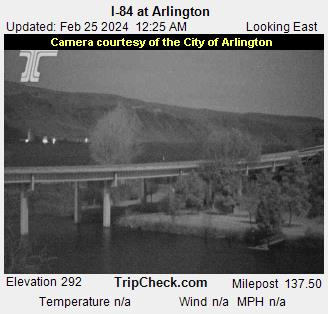 I-84 at Arlington
Updated: Feb 25 2024 12:25 AM Looking East
Camera courtesy of the City of Arlington
Elevation 292 TripCheck.com Milepost 137.50
Temperature n/a Wind n/a MPH n/a